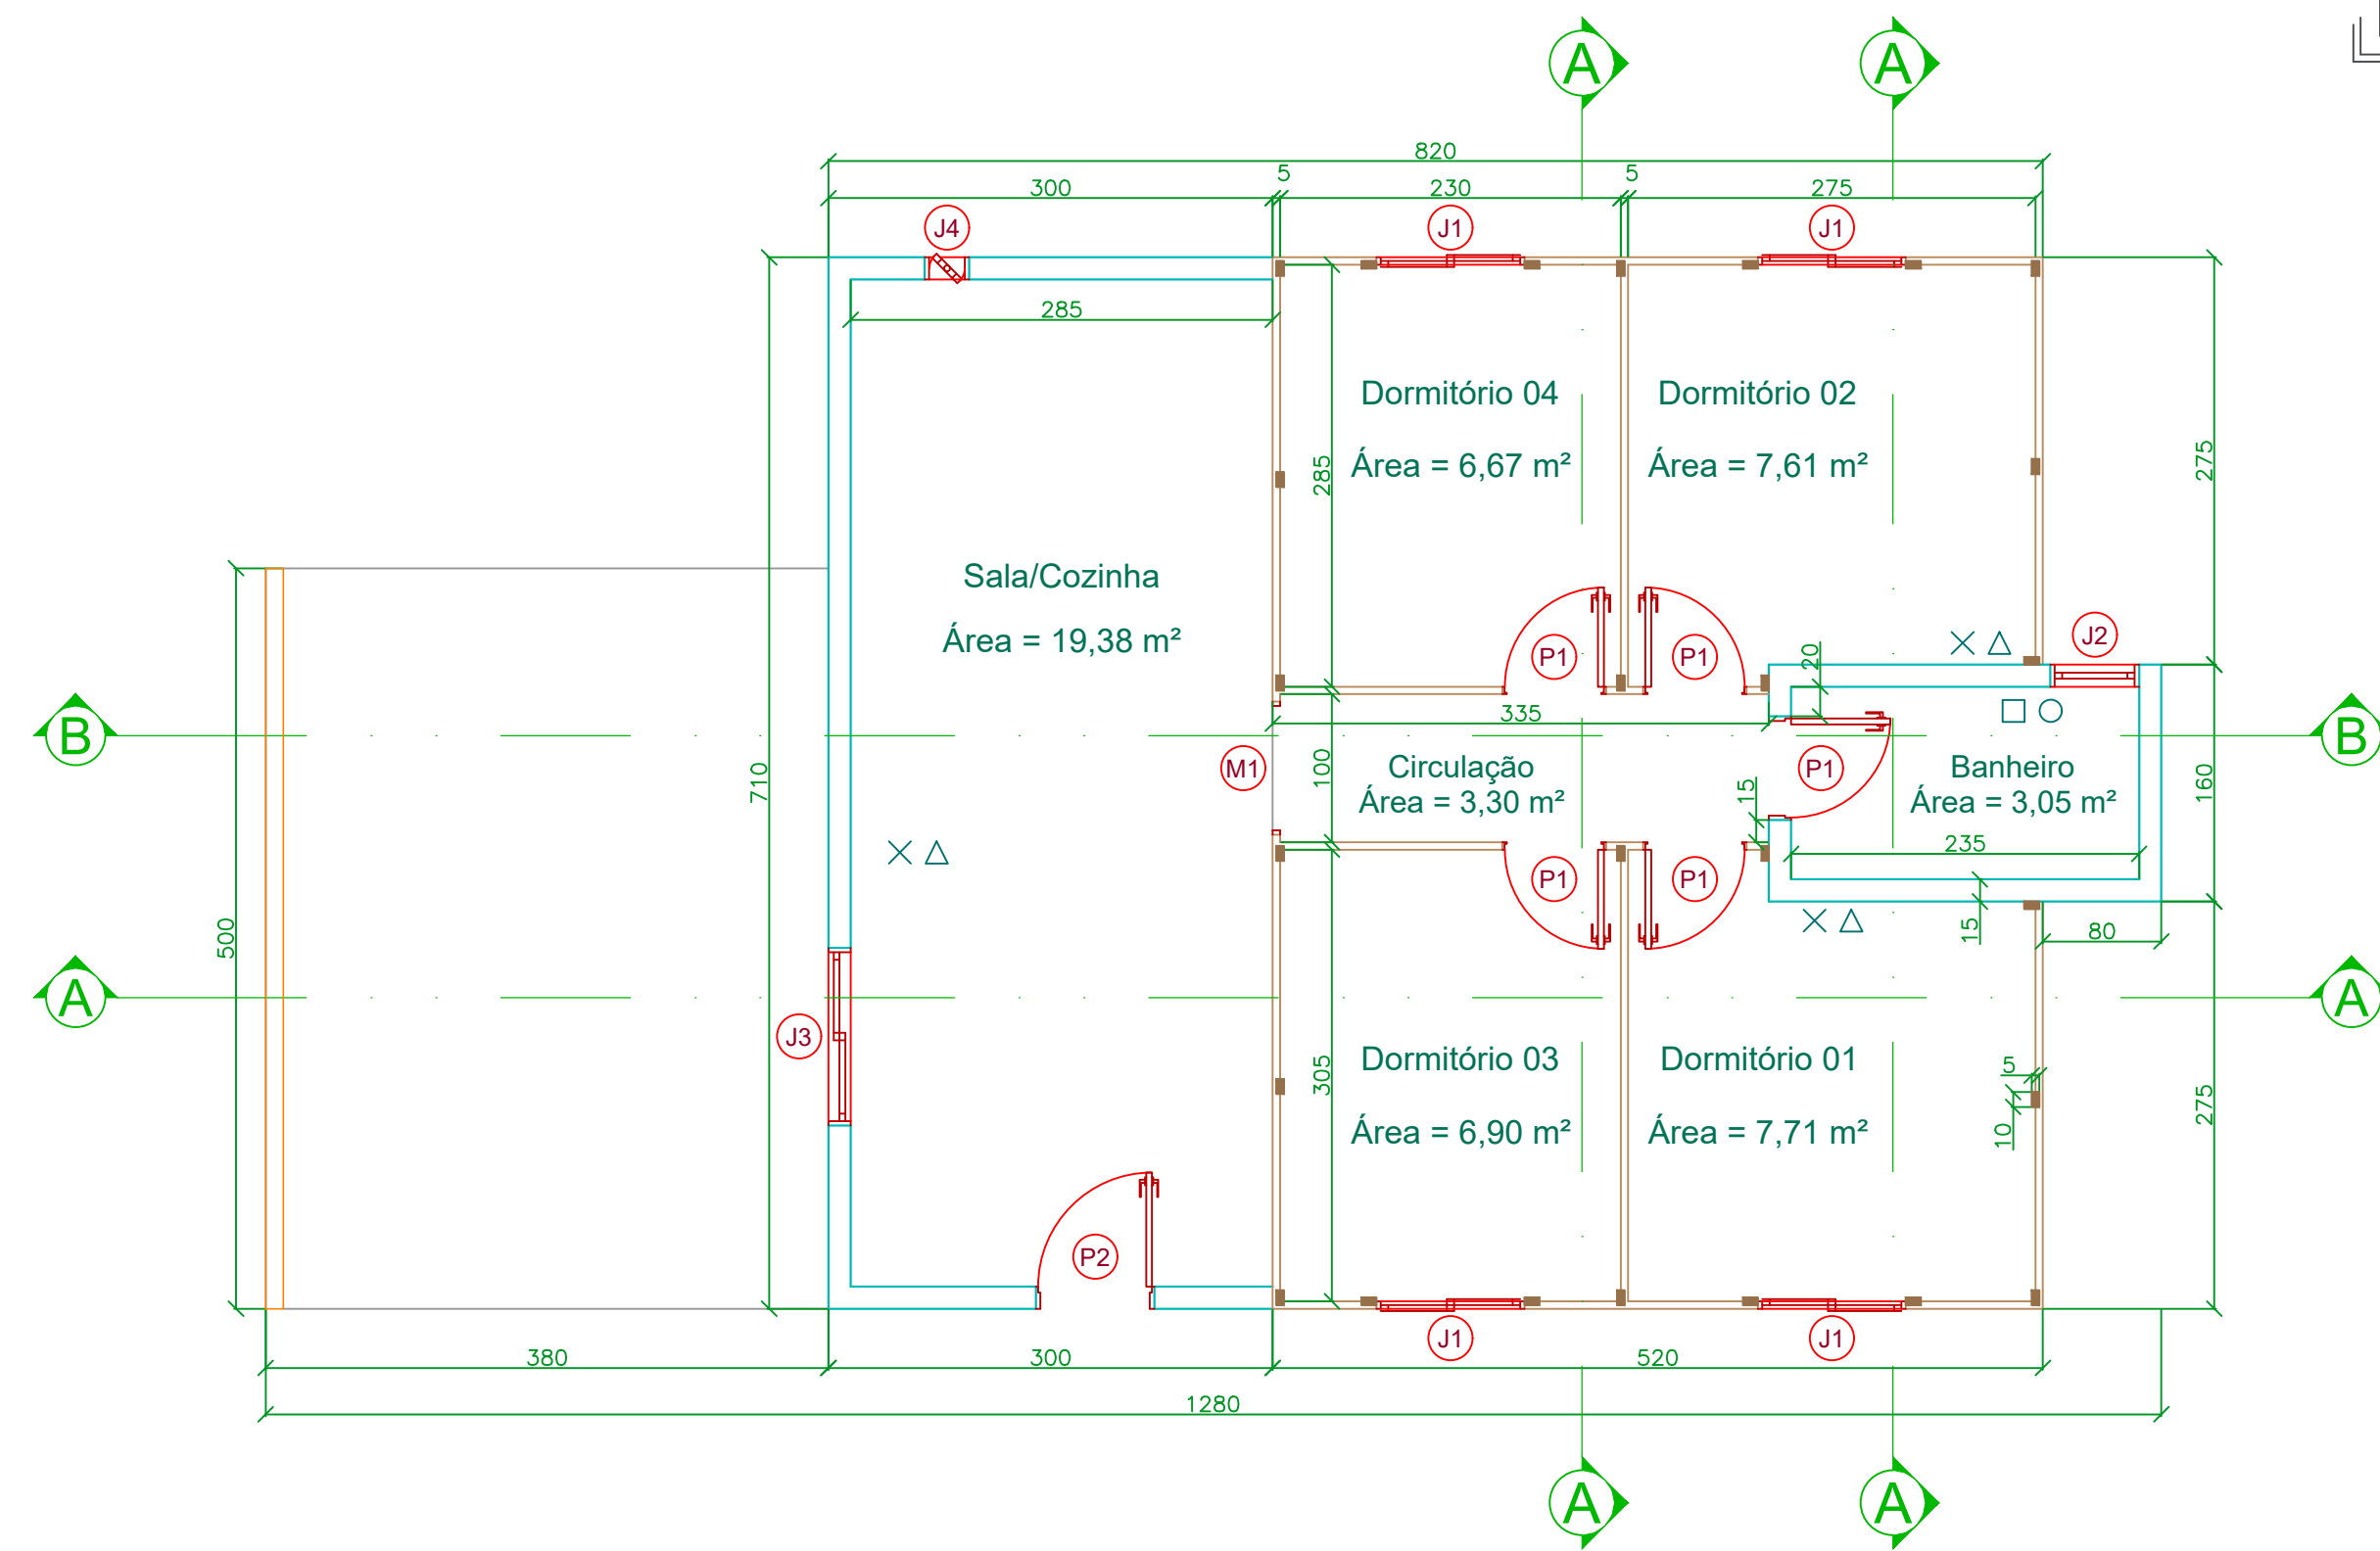 A
A
820
5
5
300
230
275
J4
J1
J1
285
Dormitório 04
Dormitório 02
Área = 6,67 m²
Área = 7,61 m²
285
275
Sala/Cozinha
Área = 19,38 m²
P1
P1
20
J2
335
B
B
710
M1
100
Circulação
Área = 3,30 m²
P1
15
Banheiro
Área = 3,05 m²
160
235
P1
P1
500
15
80
A
A
J3
305
Dormitório 03
Dormitório 01
5
Área = 6,90 m²
Área = 7,71 m²
10
275
P2
J1
J1
380
300
520
1280
A
A